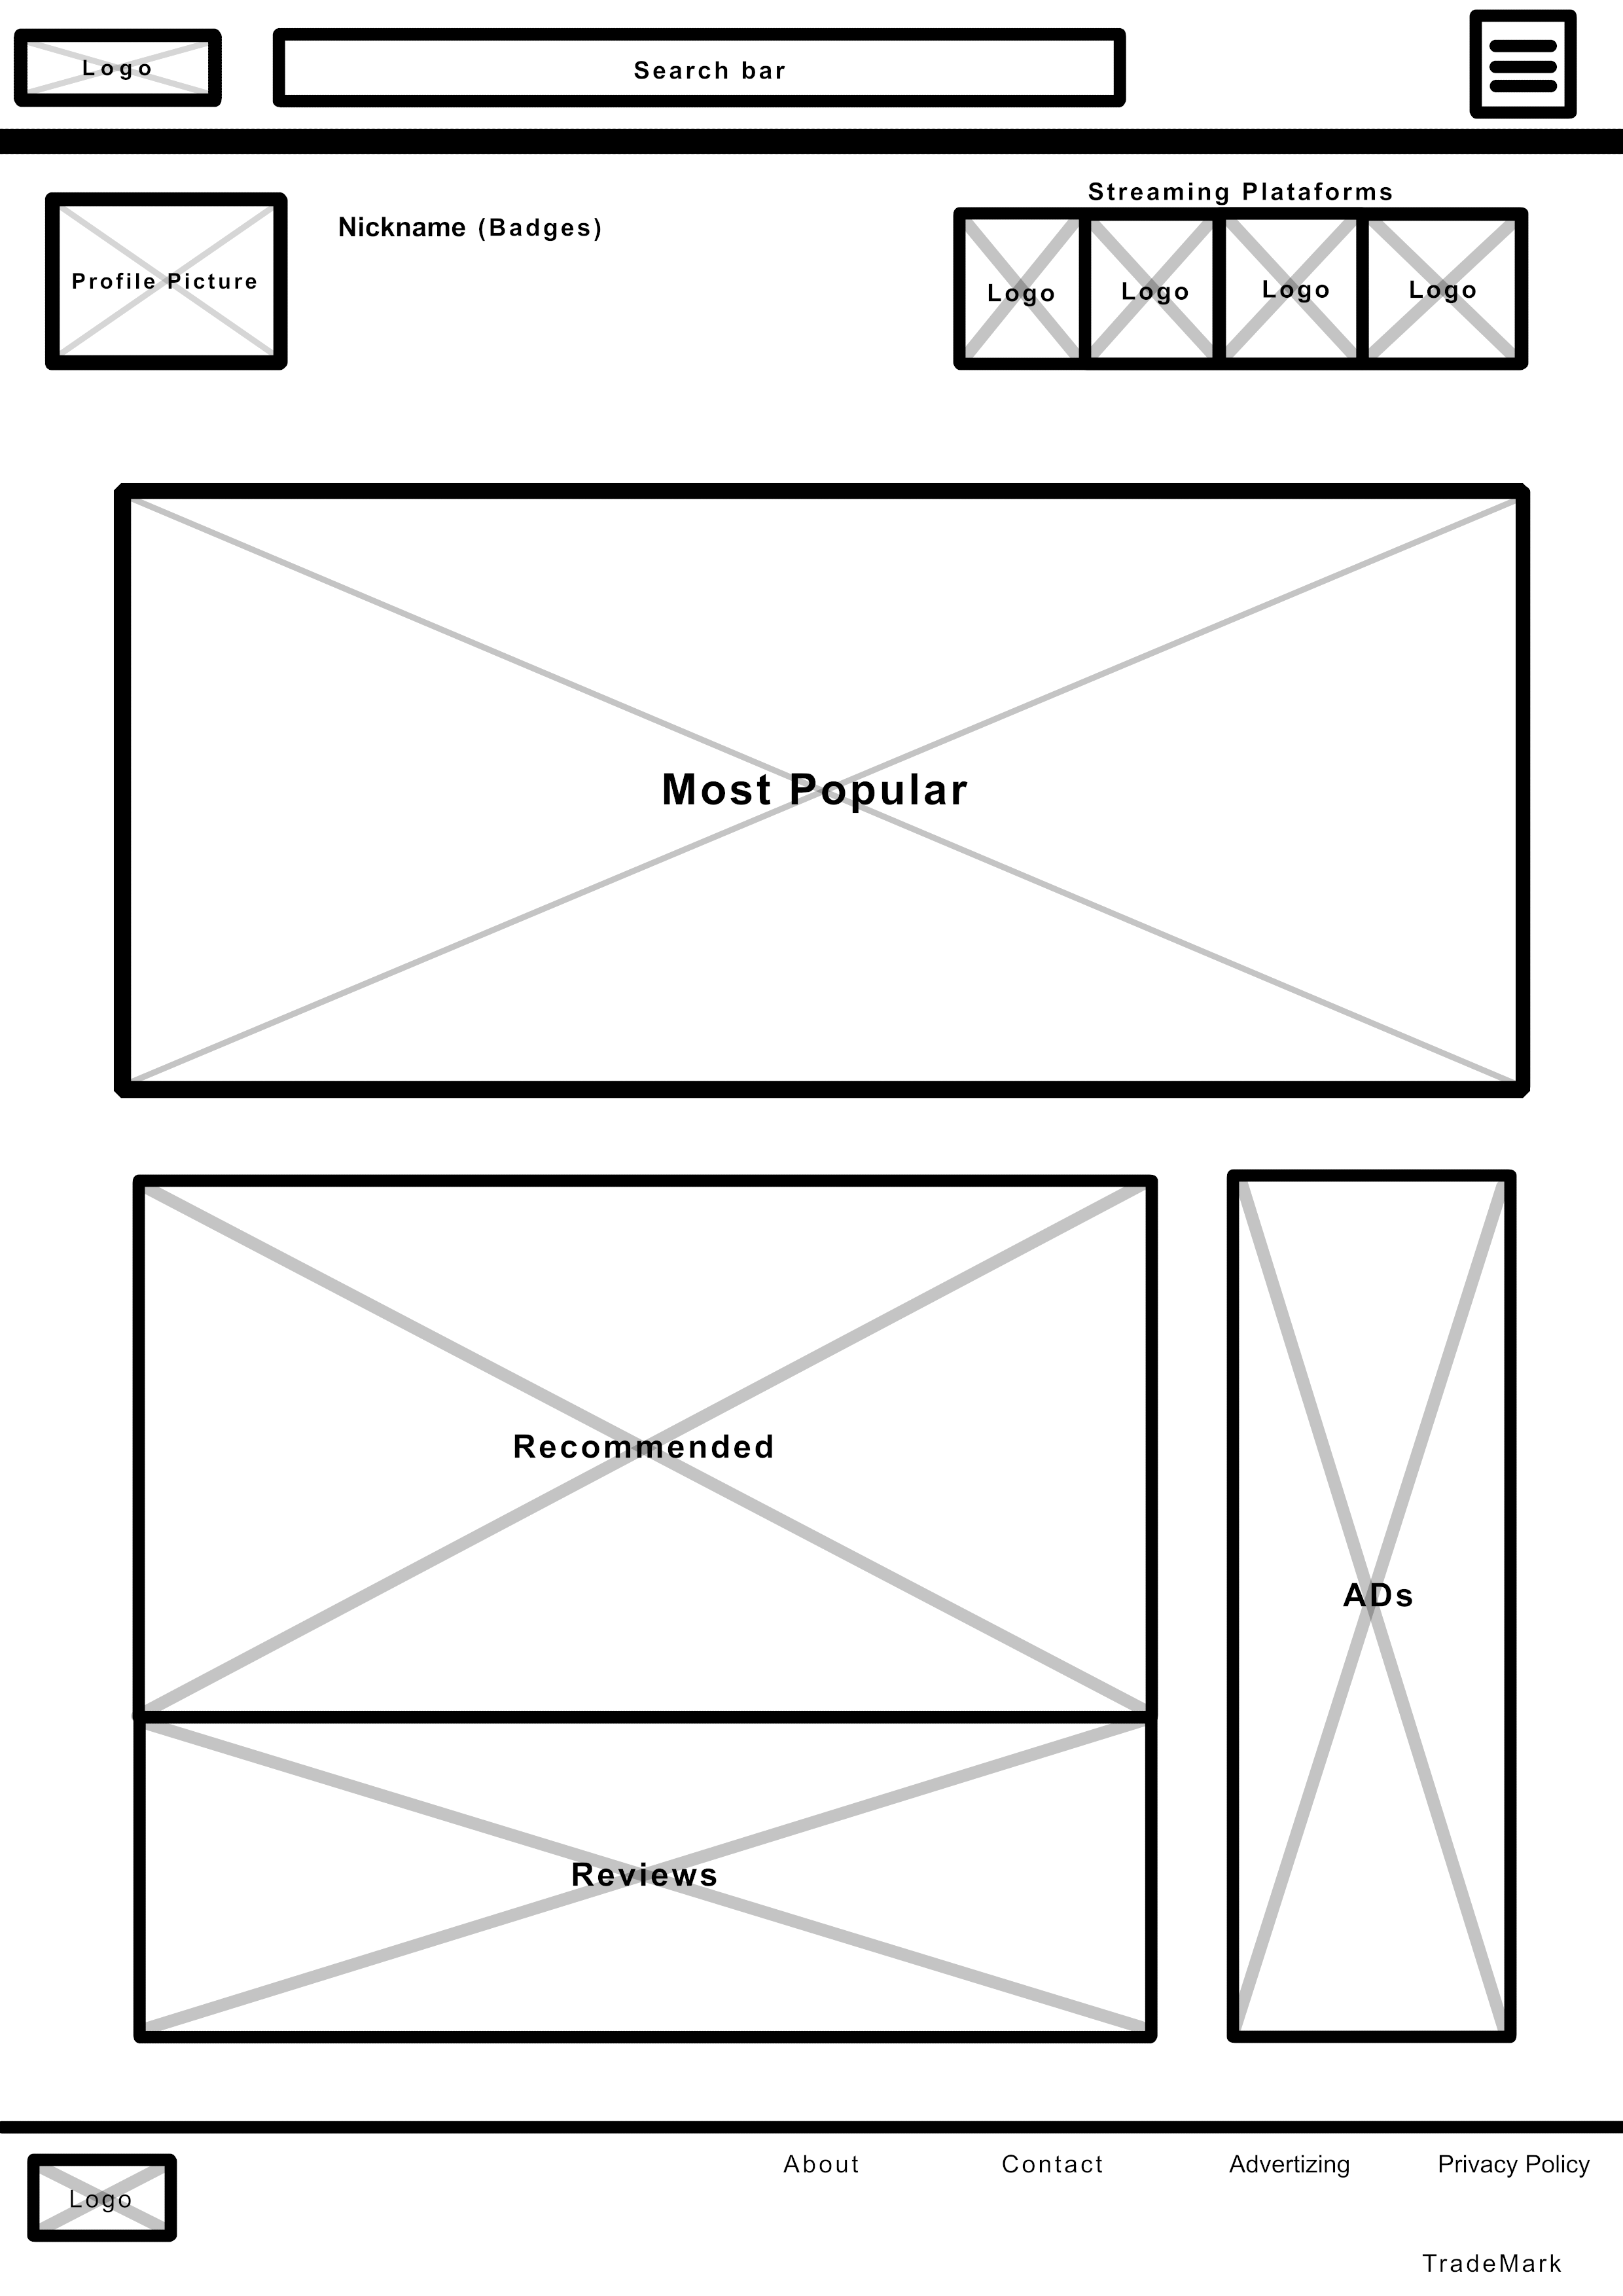 Logo
Search bar
Streaming Plataforms
Nickname (Badges)
Profile Picture
Logo
Logo
Logo
Logo
Most Popular
Recommended
ADs
Reviews
About
Contact
Advertizing
Privacy Policy
Logo
TradeMark